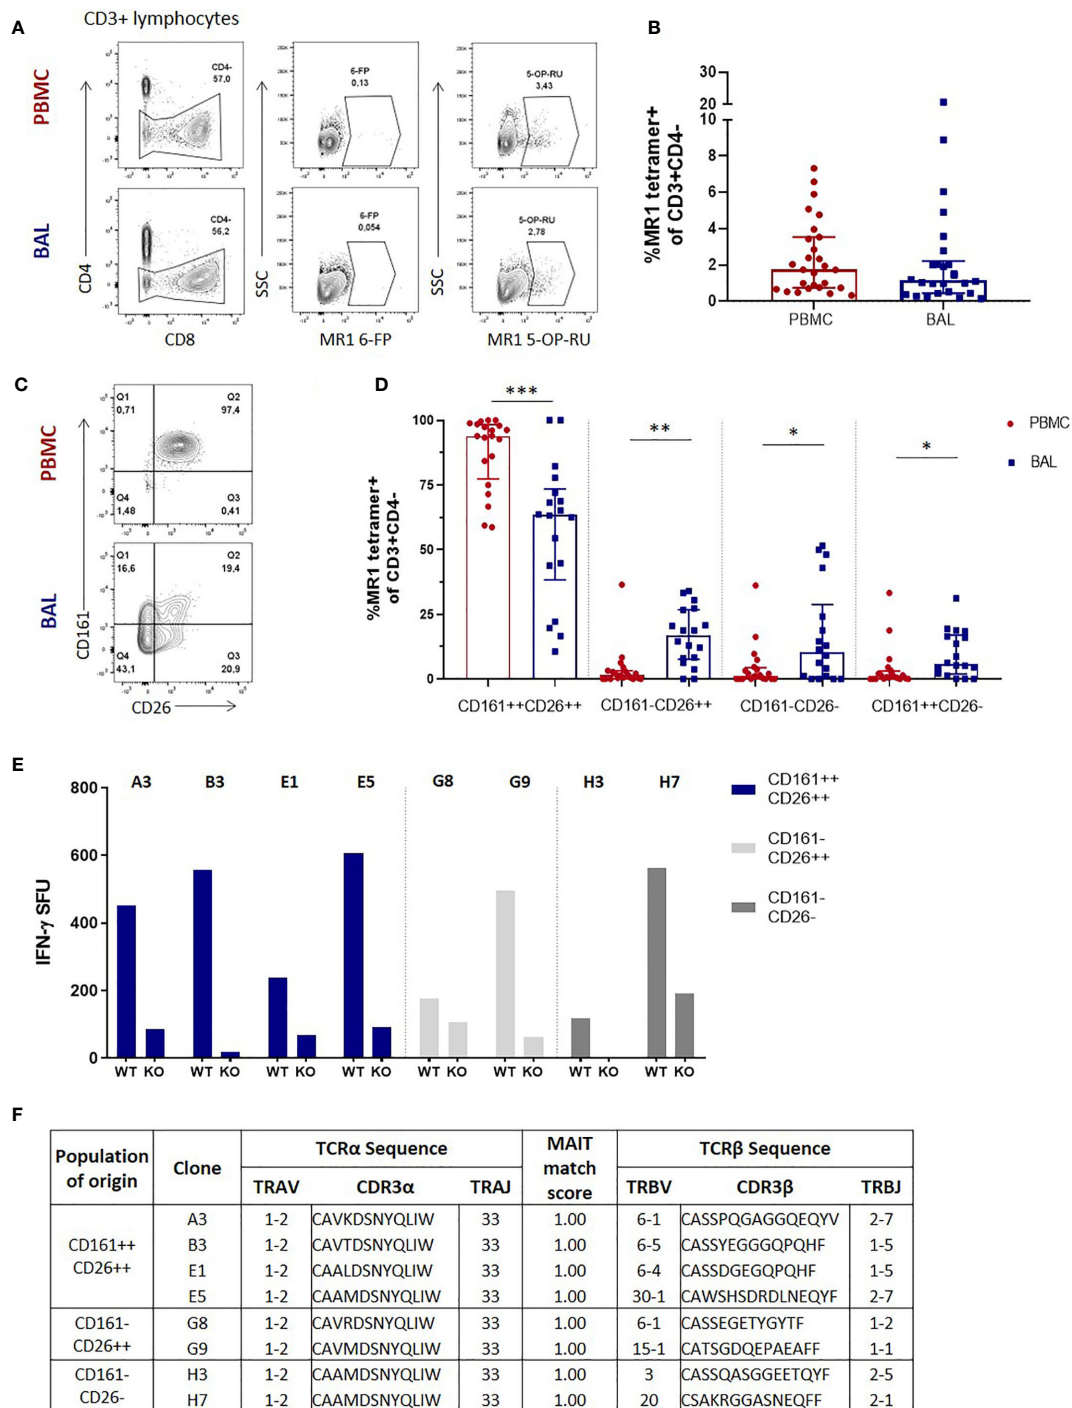 A
CD3+ lymphocytes
PBMC
BAL
CD4
CD4-
57,0
CD4-
56,2
CD8
SSC
6-FP
0,13
6-FP
0,054
MR1 6-FP
SSC
5-OP-RU
3,43
5-OP-RU
2,78
MR1 5-OP-RU
B
%MR1 tetramer+
of CD3+CD4-
30
20
10
8
6
4
2
0
PBMC
BAL
C
PBMC
BAL
CD161
Q1
0,71
Q2
97,4
Q4
1,48
Q3
0,41
Q1
16,6
Q2
19,4
Q4
43,1
Q3
20,9
CD26
D
%MR1 tetramer+
of CD3+CD4-
100
75
50
25
0
***
**
*
*
CD161++CD26++
CD161-CD26++
CD161-CD26-
CD161++CD26-
PBMC
BAL
E
IFN-γ SFU
800
600
400
200
0
A3 B3 E1 E5 G8 G9 H3 H7
WT KO WT KO WT KO WT KO WT KO WT KO WT KO WT KO
CD161++
CD26++
CD161-
CD26++
CD161-
CD26-
F
Population of origin Clone TCRα Sequence MAIT match score TCRβ Sequence
TRAV CDR3α TRAJ TRBV CDR3β TRBJ
CD161++
CD26++
A3 1-2 CAVKDSNYQLIW 33 1.00 6-1 CASSPQGAGGQEQYV 2-7
B3 1-2 CAVTDSNYQLIW 33 1.00 6-5 CASSYEGGGQPQHF 1-5
E1 1-2 CAALDSNYQLIW 33 1.00 6-4 CASSDGEGQPQHF 1-5
E5 1-2 CAAMDSNYQLIW 33 1.00 30-1 CAWSHSDRDLNEQYF 2-7
CD161-
CD26++
G8 1-2 CAVRDSNYQLIW 33 1.00 6-1 CASSEGETYGYTF 1-2
G9 1-2 CAVMDSNYQLIW 33 1.00 15-1 CATSGDQEPAEAFF 1-1
CD161-
CD26-
H3 1-2 CAAMDSNYQLIW 33 1.00 3 CASSQASGGEETQYF 2-5
H7 1-2 CAAMDSNYQLIW 33 1.00 20 CSAKRGGASNEQFF 2-1